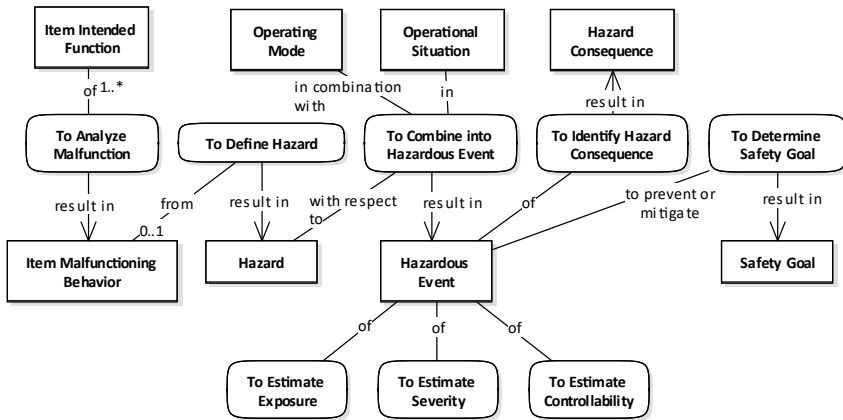 Item Intended
Function
Operating
Mode
Operational
Situation
Hazard
Consequence
of 1..*
in combination
with
in
result in
To Analyze
Malfunction
To Define Hazard
To Combine into
Hazardous Event
To Identify Hazard
Consequence
To Determine
Safety Goal
result in
from
0..1
result in
with respect
to
result in
of
to prevent or
mitigate
result in
Item Malfunctioning
Behavior
Hazard
Hazardous
Event
Safety Goal
of
of
of
To Estimate
Exposure
To Estimate
Severity
To Estimate
Controllability